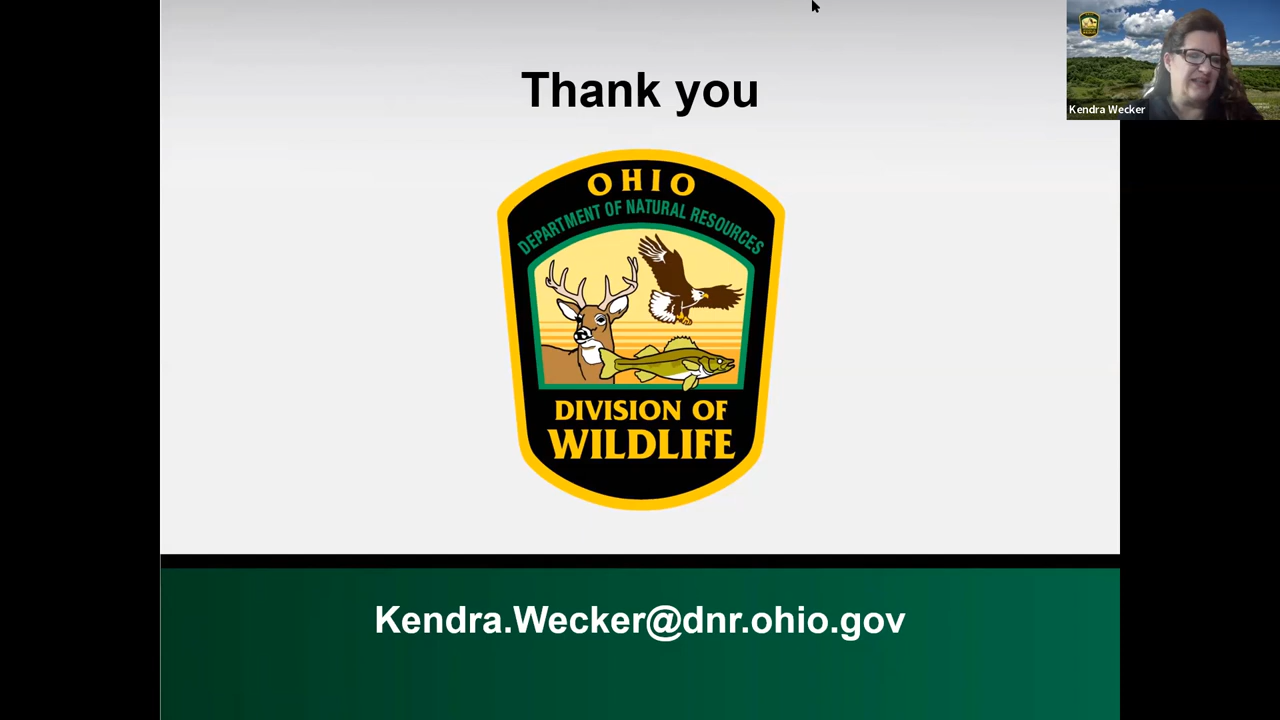 Thank you
Kendra Wecker
OHIO
DEPARTMENT OF NATURAL RESOURCES
DIVISION OF
WILDLIFE
Kendra.Wecker@dnr.ohio.gov